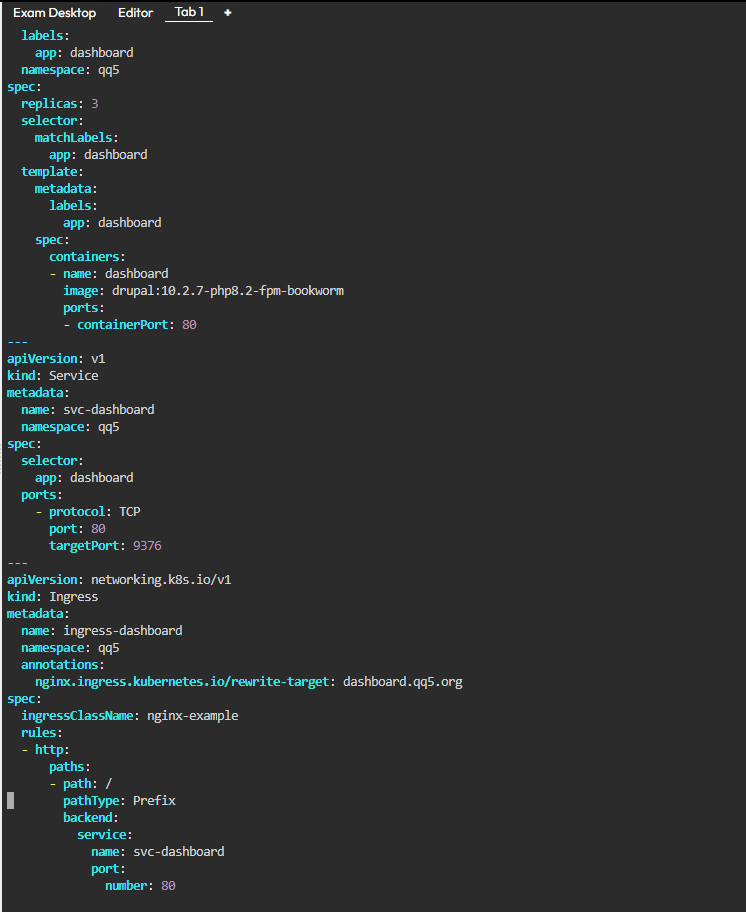 Exam Desktop Editor Tab 1 +
  labels:
    app: dashboard
  namespace: qq5
spec:
  replicas: 3
  selector:
    matchLabels:
      app: dashboard
  template:
    metadata:
      labels:
        app: dashboard
    spec:
      containers:
      - name: dashboard
        image: drupal:10.2.7-php8.2-fpm-bookworm
        ports:
        - containerPort: 80
---
apiVersion: v1
kind: Service
metadata:
  name: svc-dashboard
  namespace: qq5
spec:
  selector:
    app: dashboard
  ports:
    - protocol: TCP
      port: 80
      targetPort: 9376
---
apiVersion: networking.k8s.io/v1
kind: Ingress
metadata:
  name: ingress-dashboard
  namespace: qq5
  annotations:
    nginx.ingress.kubernetes.io/rewrite-target: dashboard.qq5.org
spec:
  ingressClassName: nginx-example
  rules:
  - http:
      paths:
      - path: /
        pathType: Prefix
        backend:
          service:
            name: svc-dashboard
            port:
              number: 80